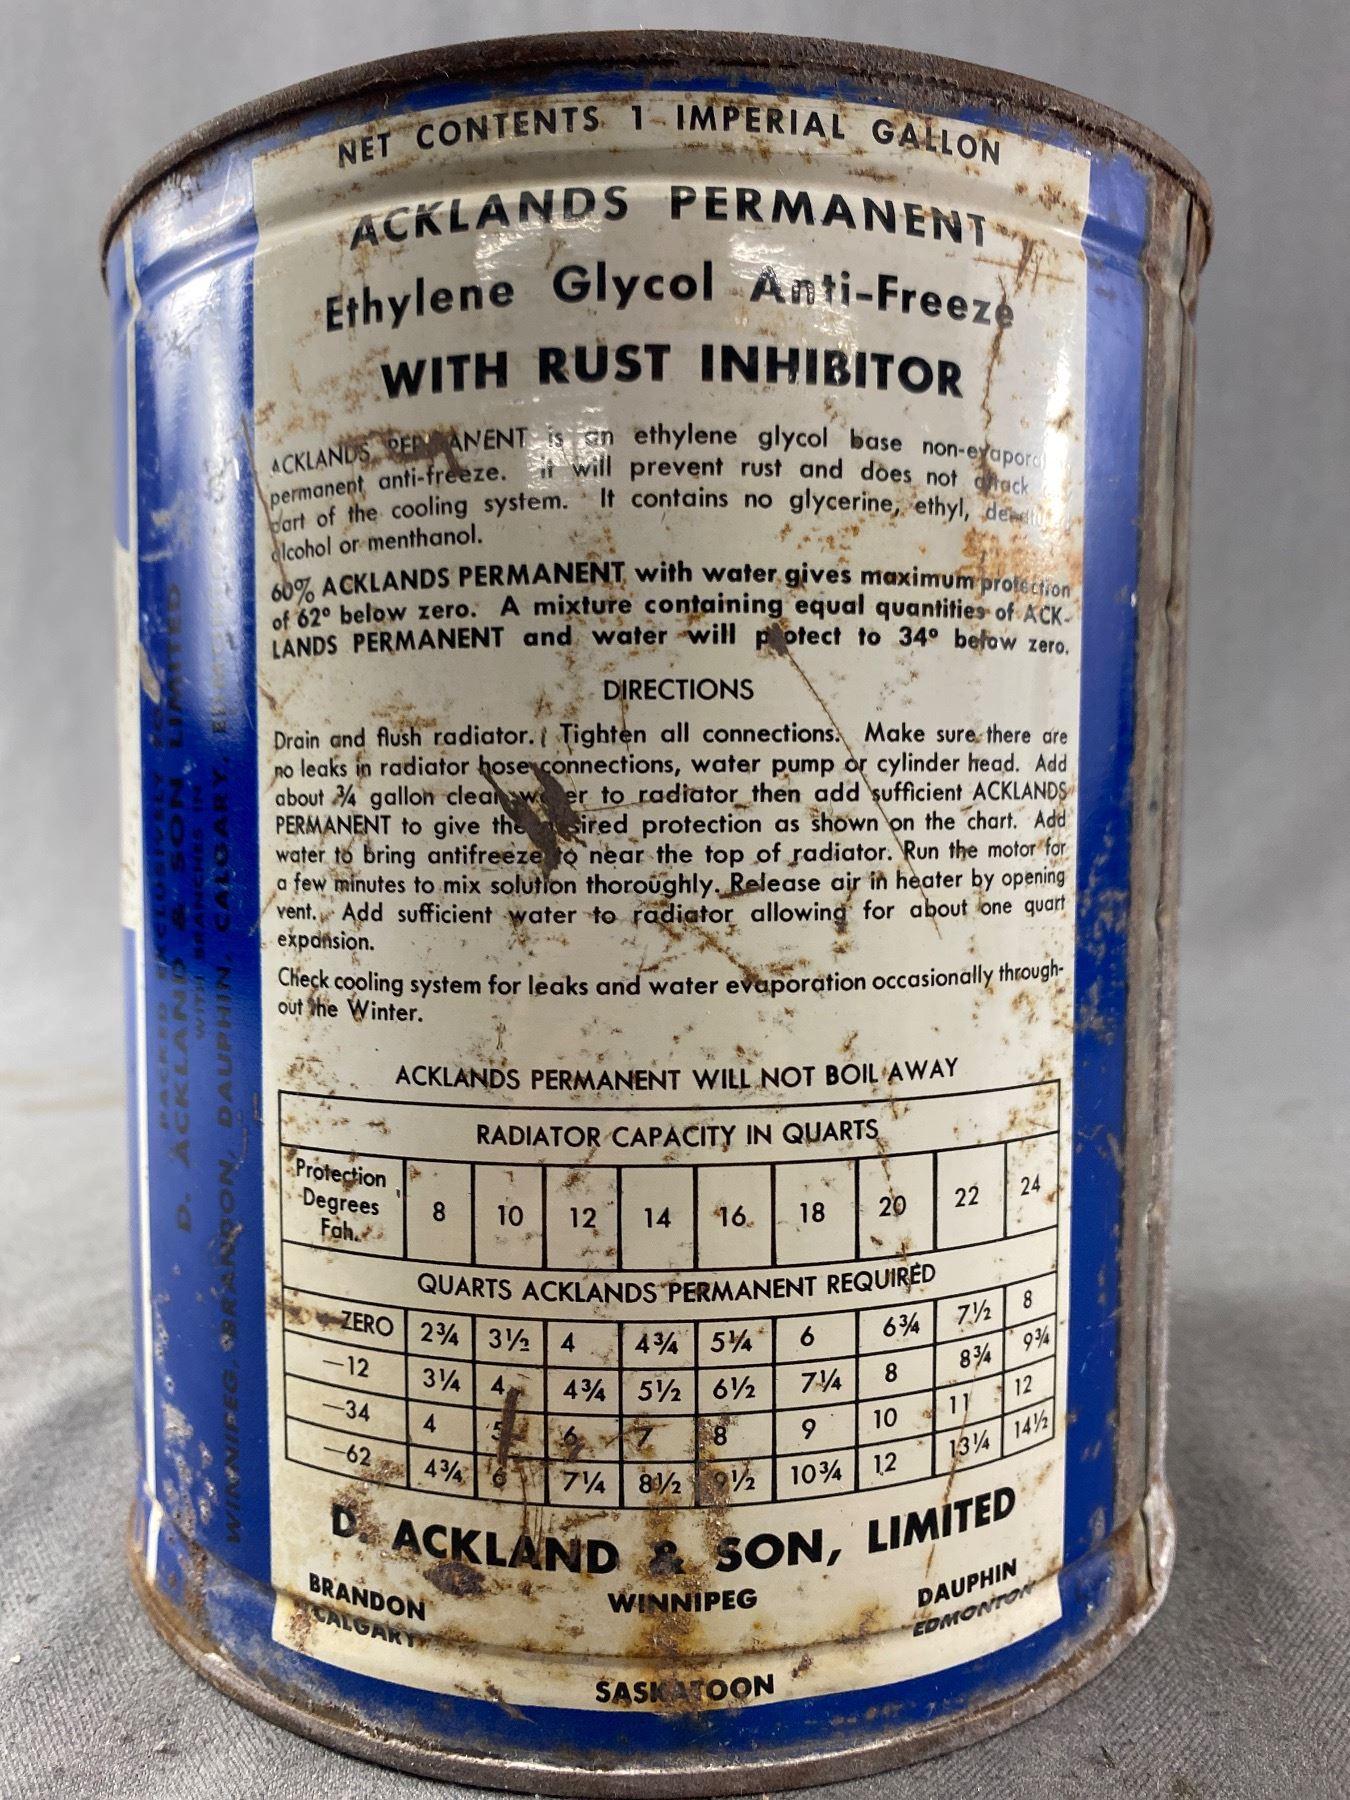 NET CONTENTS 1 IMPERIAL GALLON
ACKLANDS PERMANENT
Ethylene Glycol Anti-Freeze
WITH RUST INHIBITOR
ACKLANDS PERMANENT is an ethylene glycol base
permanent anti-freeze. It will prevent rust and does not attack
part of the cooling system. It contains no glycerine, ethyl,
alcohol or menthanol.
60% ACKLANDS PERMANENT with water gives maximum protection
of 62° below zero. A mixture containing equal quantities of ACK-
LANDS PERMANENT and water will protect to 34° below zero.
DIRECTIONS
Drain and flush radiator. Tighten all connections. Make sure there are
no leaks in radiator hose connections, water pump or cylinder head. Add
about ¾ gallon clear water to radiator then add sufficient ACKLANDS
PERMANENT to give the desired protection as shown on the chart. Add
water to bring antifreeze to near the top of radiator. Run the motor for
a few minutes to mix solution thoroughly. Release air in heater by opening
vent. Add sufficient water to radiator allowing for about one quart
expansion.
Check cooling system for leaks and water evaporation occasionally through-
out the Winter.
ACKLANDS PERMANENT WILL NOT BOIL AWAY
RADIATOR CAPACITY IN QUARTS
Protection
Degrees
Fah.
8 10 12 14 16 18 20 22 24
QUARTS ACKLANDS PERMANENT REQUIRED
ZERO 2¾ 3½ 4 4¾ 5¼ 6 6¾ 7½ 8
—12 3¼ 4 4¾ 5½ 6½ 7¼ 8 8¾ 9¾
—34 4 5 6 7 8 9 10 11 12
—62 4¾ 6 7¼ 8½ 9½ 10¾ 12 13¼ 14½
D. ACKLAND & SON, LIMITED
BRANDON WINNIPEG DAUPHIN
CALGARY EDMONTON
SASKATOON
PACKED EXCLUSIVELY
D. ACKLAND & SON LIMITED
WITH BRANCHES IN
WINNIPEG, BRANDON, DAUPHIN, CALGARY,